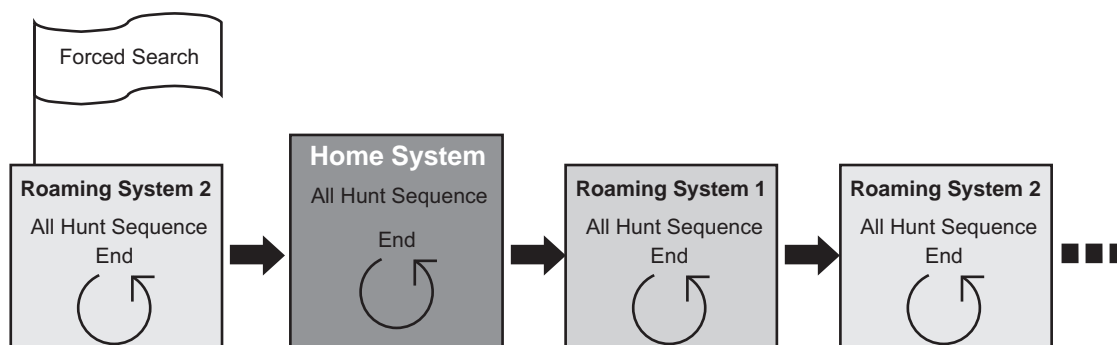 Forced Search
Roaming System 2
All Hunt Sequence
End
Home System
All Hunt Sequence
End
Roaming System 1
All Hunt Sequence
End
Roaming System 2
All Hunt Sequence
End